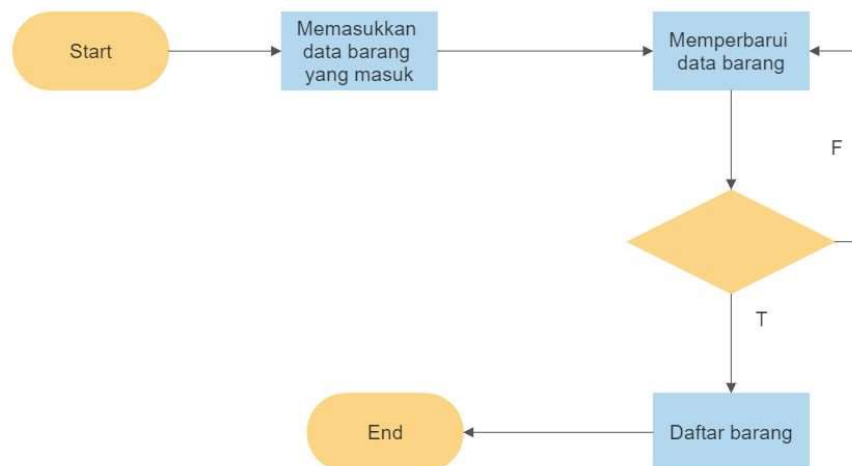 Start
Memasukkan
data barang
yang masuk
Memperbarui
data barang
F
T
Daftar barang
End